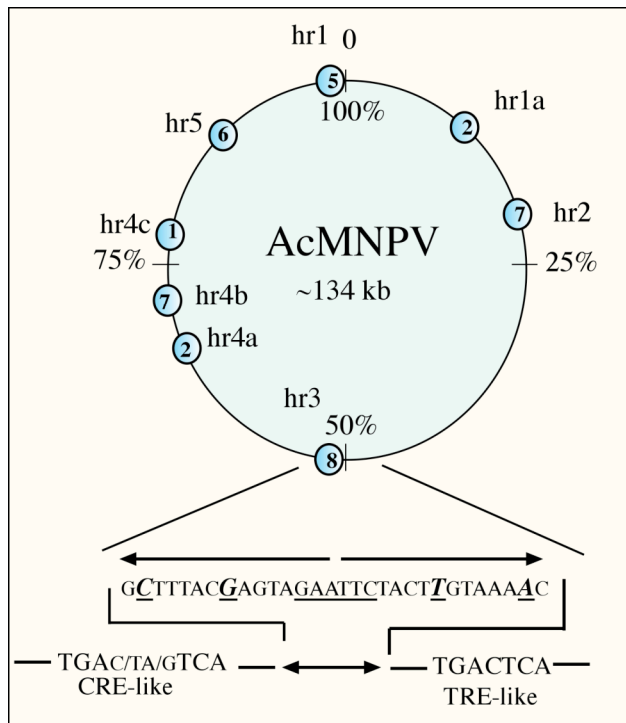 hr1 0
5
100%
hr1a
2
hr5
6
7
hr2
hr4c
1
AcMNPV
75%
25%
~134 kb
7
hr4b
hr4a
2
hr3
50%
8
GCTTTACGAGTAGAATTCTACTTGTAAAAC
TGAC/TA/GTCA
TGACTCA
CRE-like
TRE-like